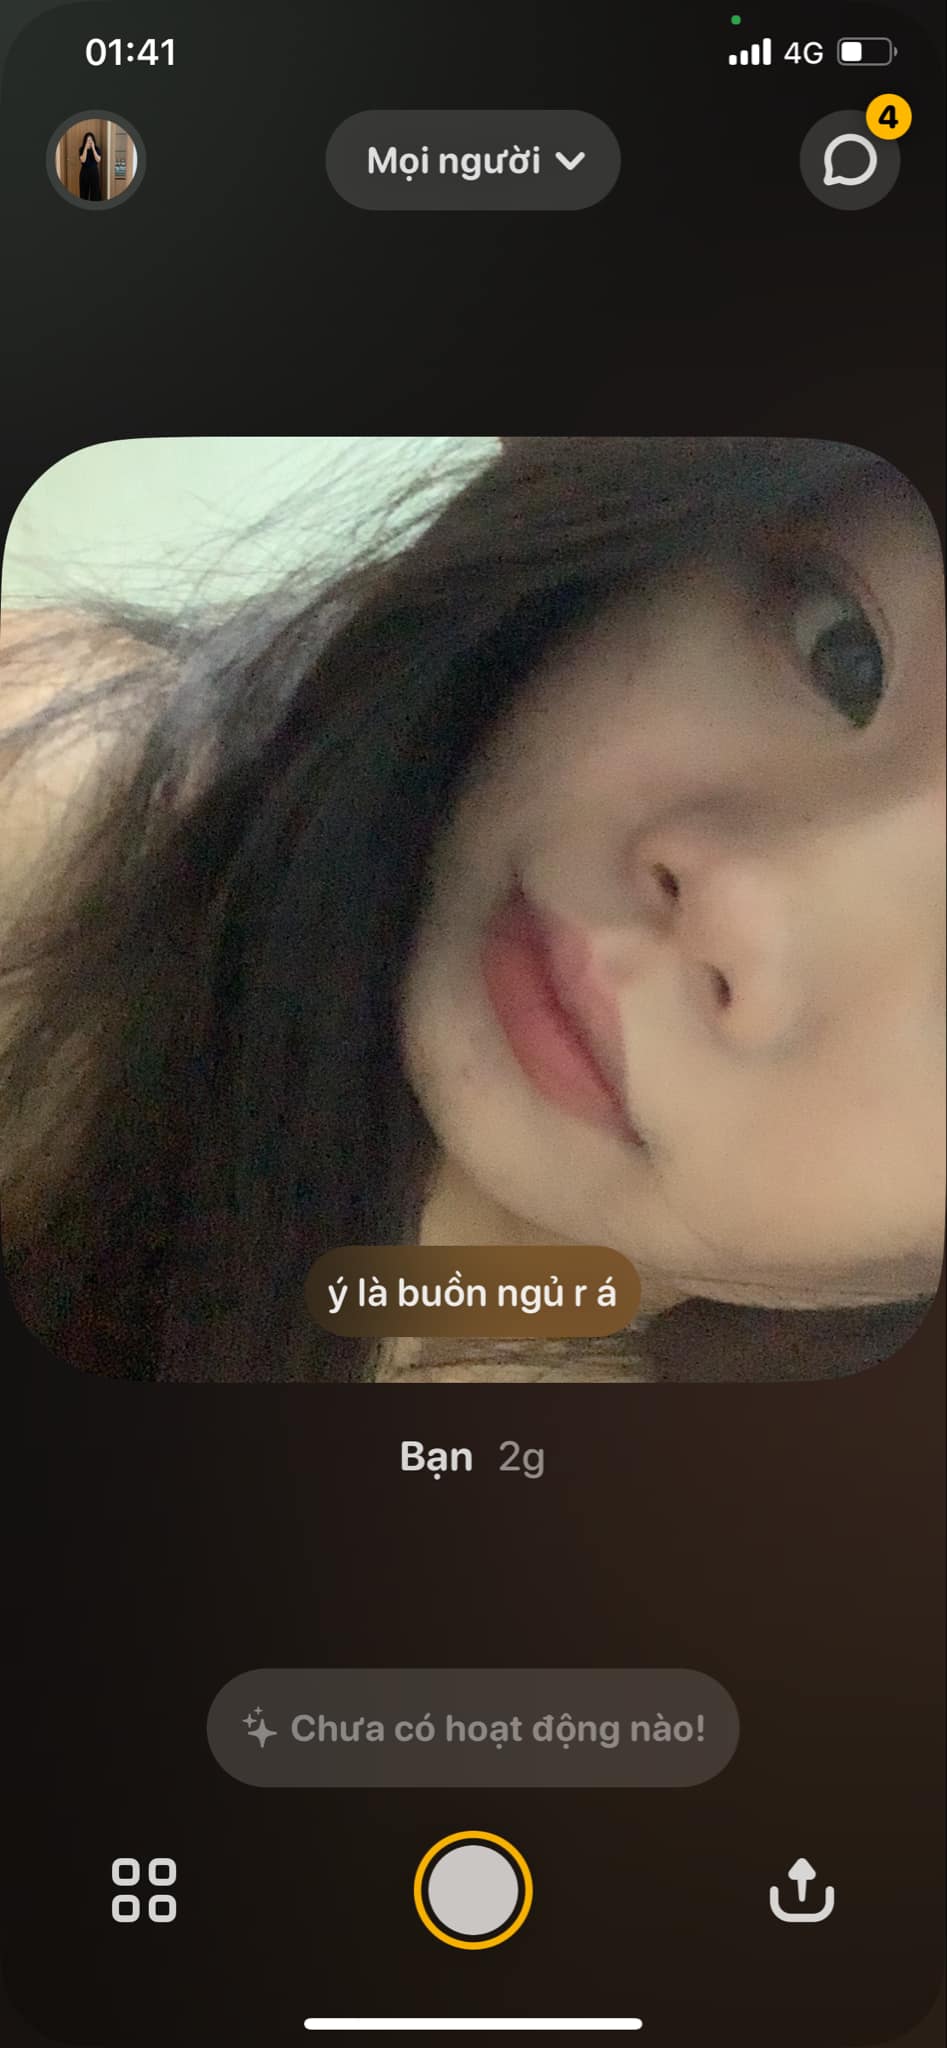 01:41
4G
4
Mọi người
ý là buồn ngủ r á
Bạn 2g
Chưa có hoạt động nào!